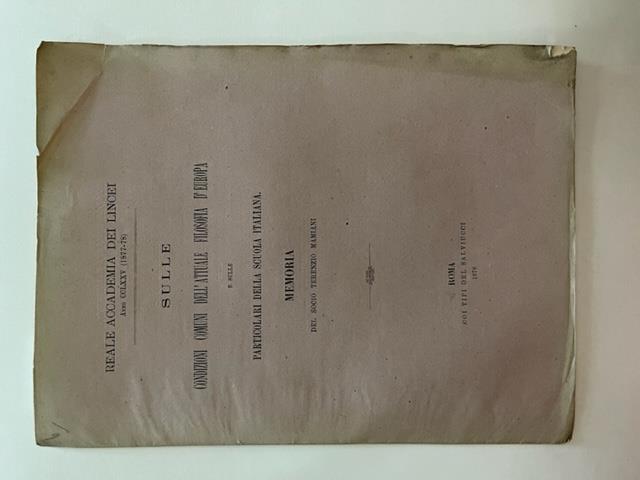 REALE ACCADEMIA DEI LINCEI
ANNO CCLXXV (1877-78)
SULLE
CONDIZIONI COMUNI DELL'ATTUALE FILOSOFIA D'EUROPA
E SULLE
PARTICOLARI DELLA SCUOLA ITALIANA.
MEMORIA
DEL SOCIO TERENZIO MAMIANI
ROMA
COI TIPI DEL SALVIUCCI
1878